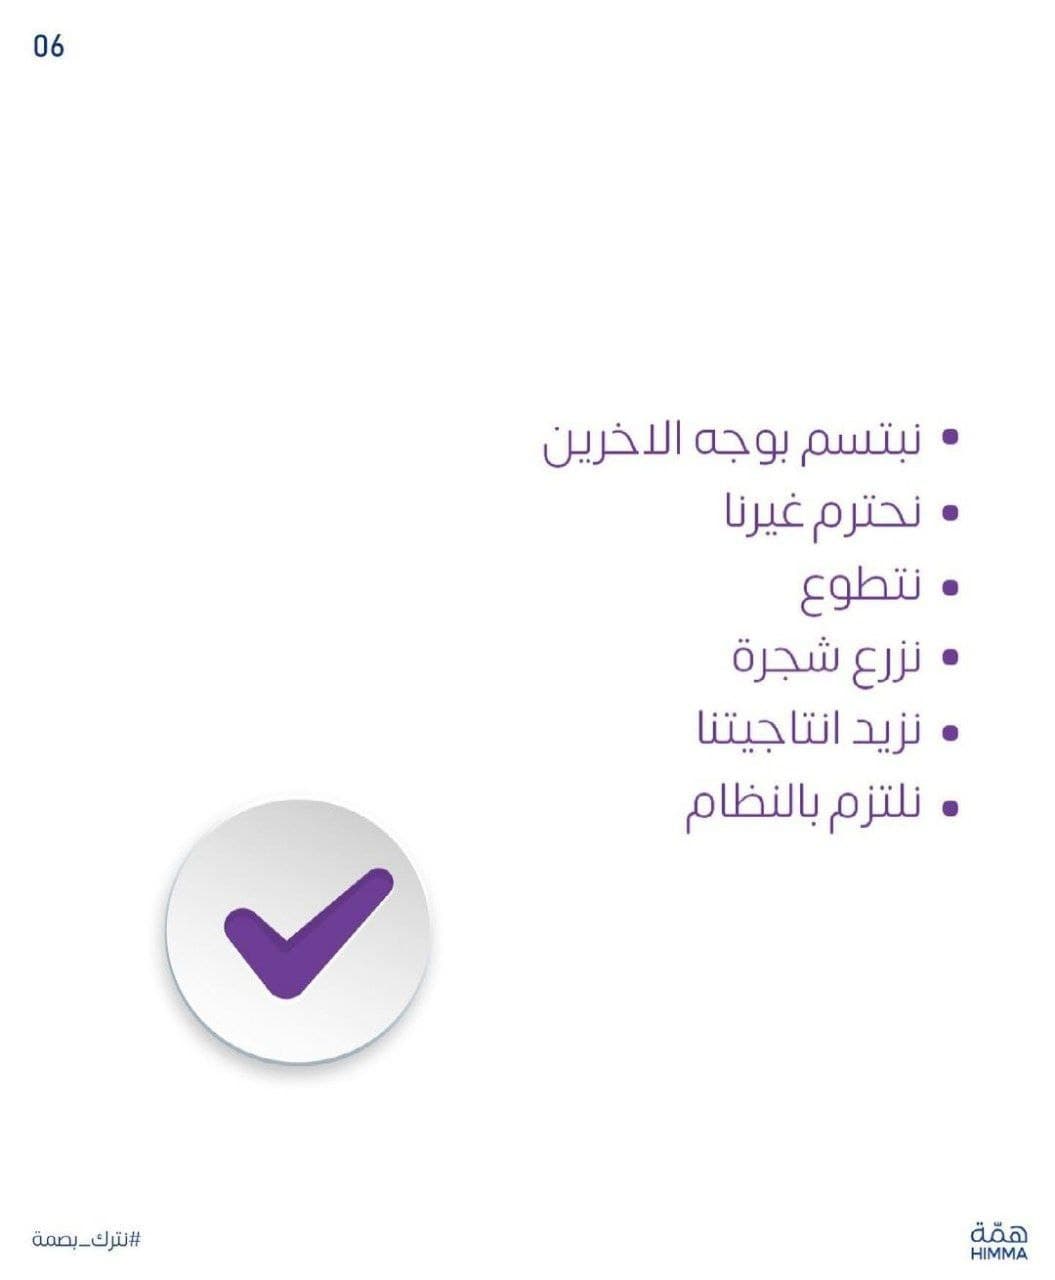 06
• نبتسم بوجه الاخرين
• نحترم غيرنا
• نتطوع
• نزرع شجرة
• نزيد انتاجيتنا
• نلتزم بالنظام
#نترك_بصمة
همّة
HIMMA